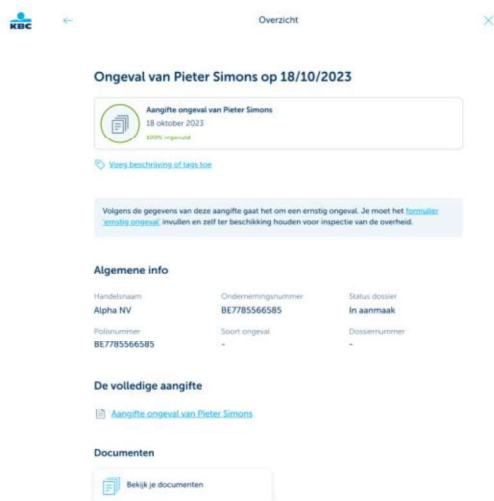 KBC
Overzicht
Ongeval van Pieter Simons op 18/10/2023
Aangifte ongeval van Pieter Simons
18 oktober 2023
100% ingevuld
Voeg beschrijving of tags toe
Volgens de gegevens van deze aangifte gaat het om een ernstig ongeval. Je moet het formulier
'ernstig ongeval' invullen en zelf ter beschikking houden voor inspectie van de overheid.
Algemene info
Handelsnaam Ondernemingsnummer Status dossier
Alpha NV BE7785566585 In aanmaak
Polisnummer Soort ongeval Dossiernummer
BE7785566585 - -
De volledige aangifte
Aangifte ongeval van Pieter Simons
Documenten
Bekijk je documenten